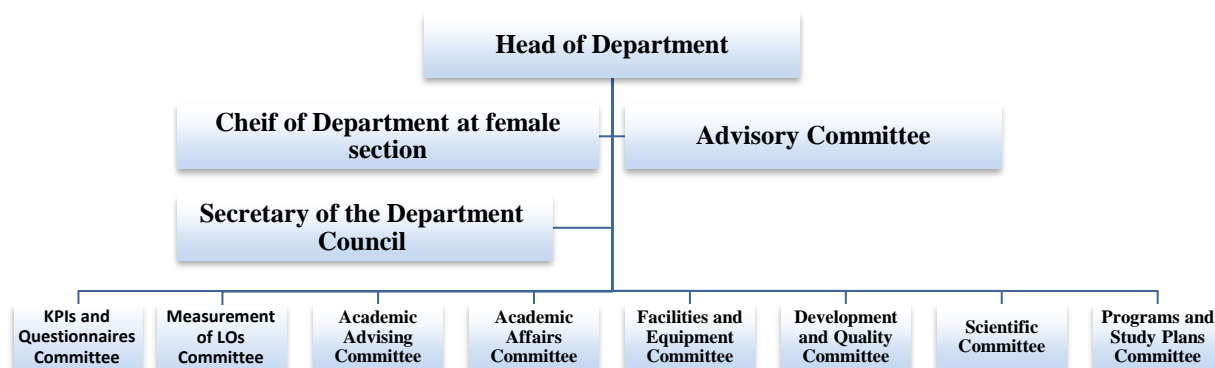 Head of Department
Cheif of Department at female
section
Advisory Committee
Secretary of the Department
Council
KPIs and
Questionnaires
Committee
Measurement
of LOs
Committee
Academic
Advising
Committee
Academic
Affairs
Committee
Facilities and
Equipment
Committee
Development
and Quality
Committee
Scientific
Committee
Programs and
Study Plans
Committee